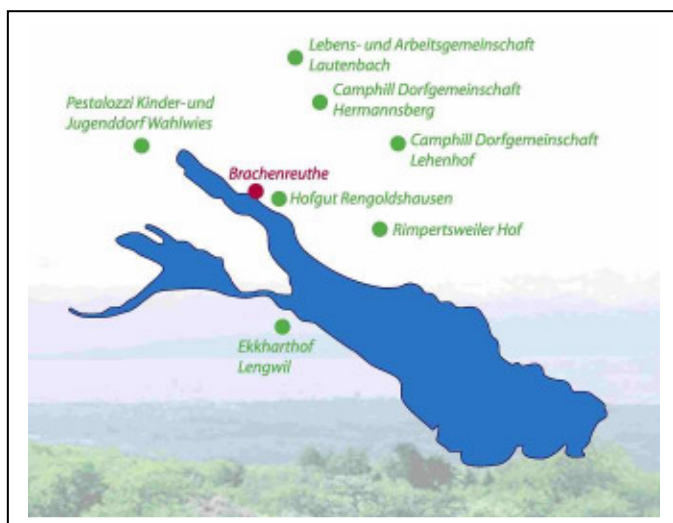 Lebens- und Arbeitsgemeinschaft
Lautenbach
Camphill Dorfgemeinschaft
Hermannsberg
Pestalozzi Kinder- und
Jugenddorf Wahlwies
Camphill Dorfgemeinschaft
Lehenhof
Brachenreuthe
Hofgut Rengoldshausen
Rimpertsweiler Hof
Ekkharthof
Lengwil